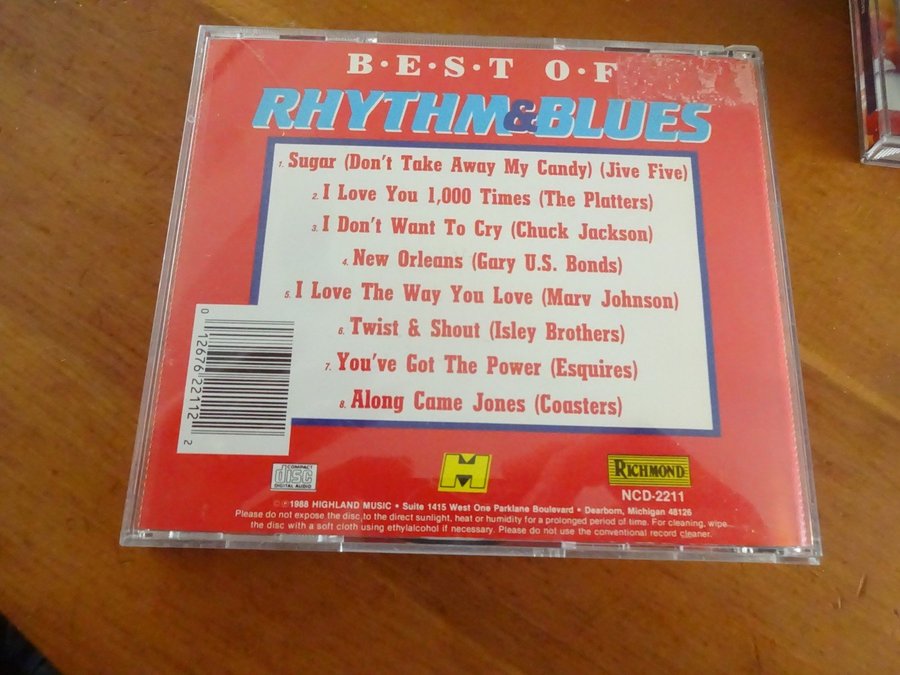 B·E·S·T O·F
RHYTHM&BLUES
1. Sugar (Don't Take Away My Candy) (Jive Five)
2. I Love You 1,000 Times (The Platters)
3. I Don't Want To Cry (Chuck Jackson)
4. New Orleans (Gary U.S. Bonds)
5. I Love The Way You Love (Marv Johnson)
6. Twist & Shout (Isley Brothers)
7. You've Got The Power (Esquires)
8. Along Came Jones (Coasters)
0 12676 22112 2
COMPACT
disc
DIGITAL AUDIO
H
RICHMOND
NCD-2211
©℗1988 HIGHLAND MUSIC • Suite 1415 West One Parklane Boulevard • Dearborn, Michigan 48126
Please do not expose the disc to the direct sunlight, heat or humidity for a prolonged period of time. For cleaning, wipe
the disc with a soft cloth using ethylalcohol if necessary. Please do not use the conventional record cleaner.